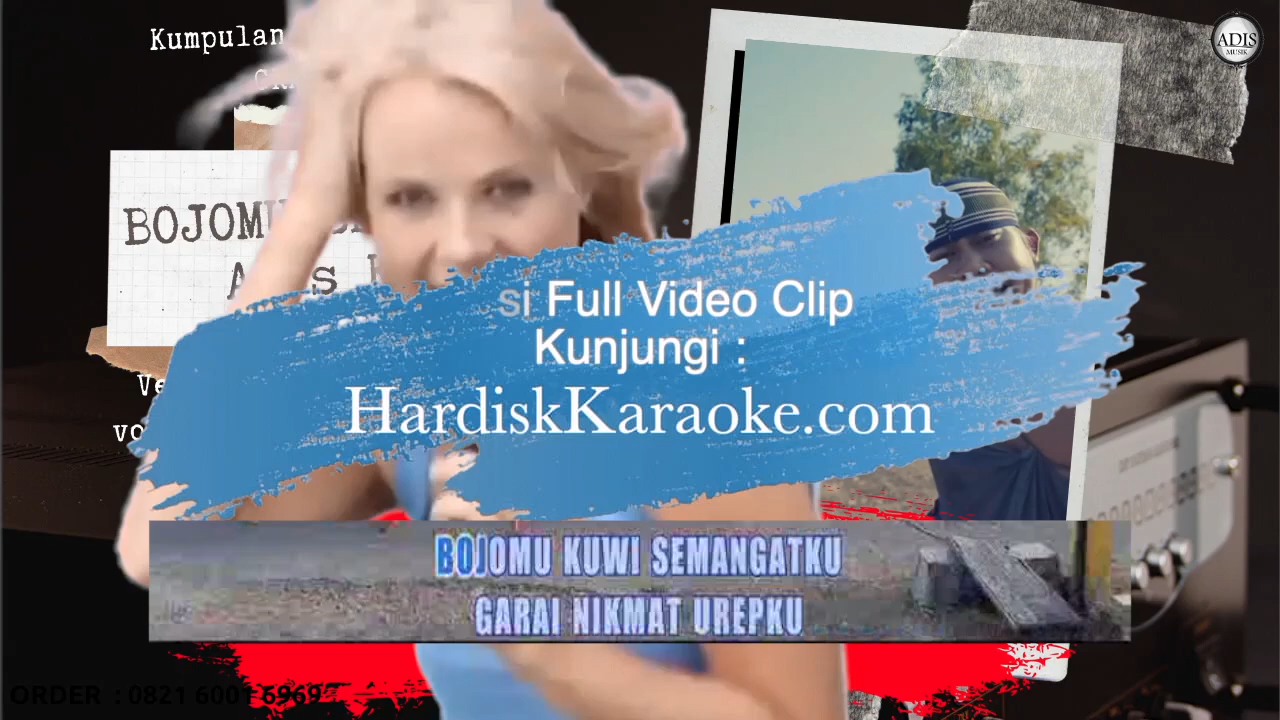 Kumpulan
ADIS
MUSIK
BOJOMU
si Full Video Clip
Kunjungi :
HardiskKaraoke.com
BOJOMU KUWI SEMANGATKU
GARAI NIKMAT UREPKU
ORDER : 0821 6001 6969